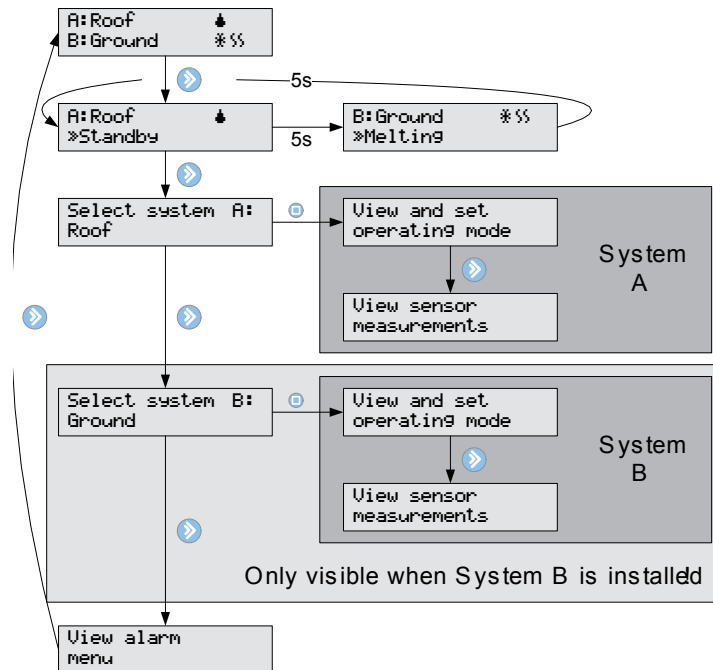 A:Roof
B:Ground
5s
A:Roof
»Standby
5s
B:Ground
»Melting
Select system A:
Roof
View and set
operating mode
System
A
View sensor
measurements
Select system B:
Ground
View and set
operating mode
System
B
View sensor
measurements
Only visible when System B is installed
View alarm
menu